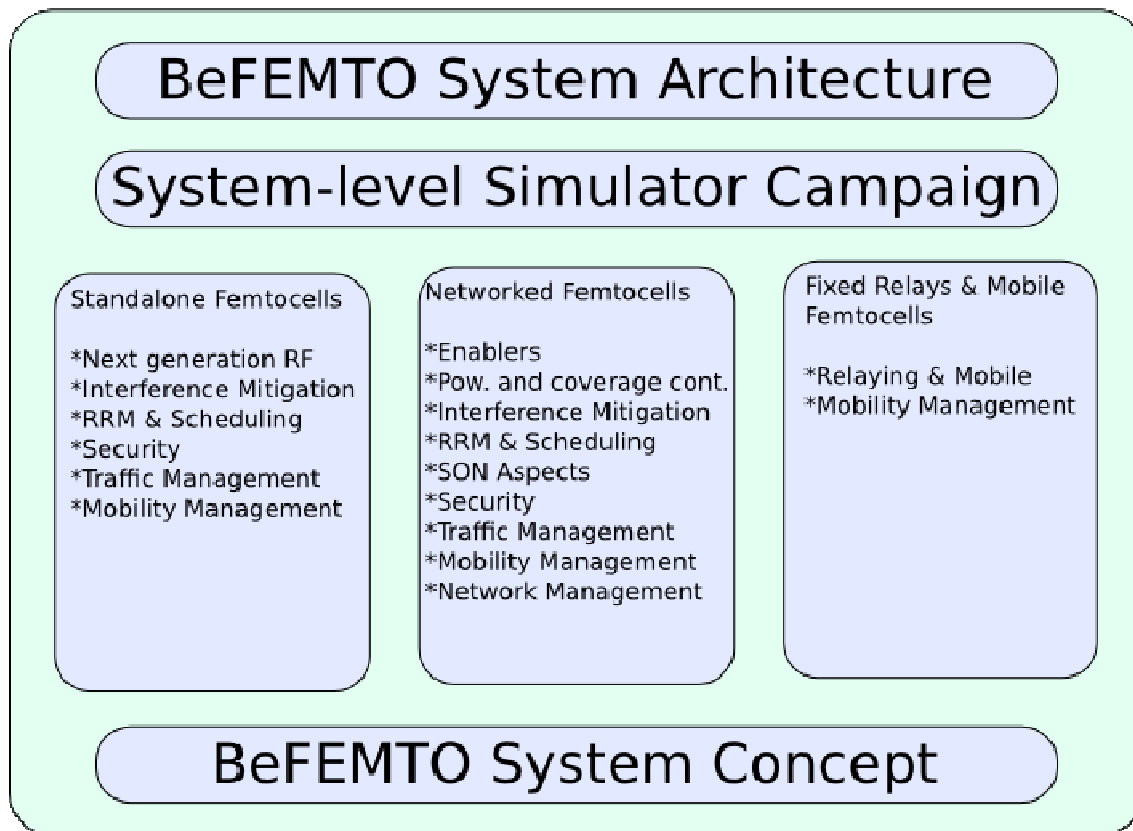 BeFEMTO System Architecture
System-level Simulator Campaign
Standalone Femtocells
*Next generation RF
*Interference Mitigation
*RRM & Scheduling
*Security
*Traffic Management
*Mobility Management
Networked Femtocells
*Enablers
*Pow. and coverage cont.
*Interference Mitigation
*RRM & Scheduling
*SON Aspects
*Security
*Traffic Management
*Mobility Management
*Network Management
Fixed Relays & Mobile
Femtocells
*Relaying & Mobile
*Mobility Management
BeFEMTO System Concept